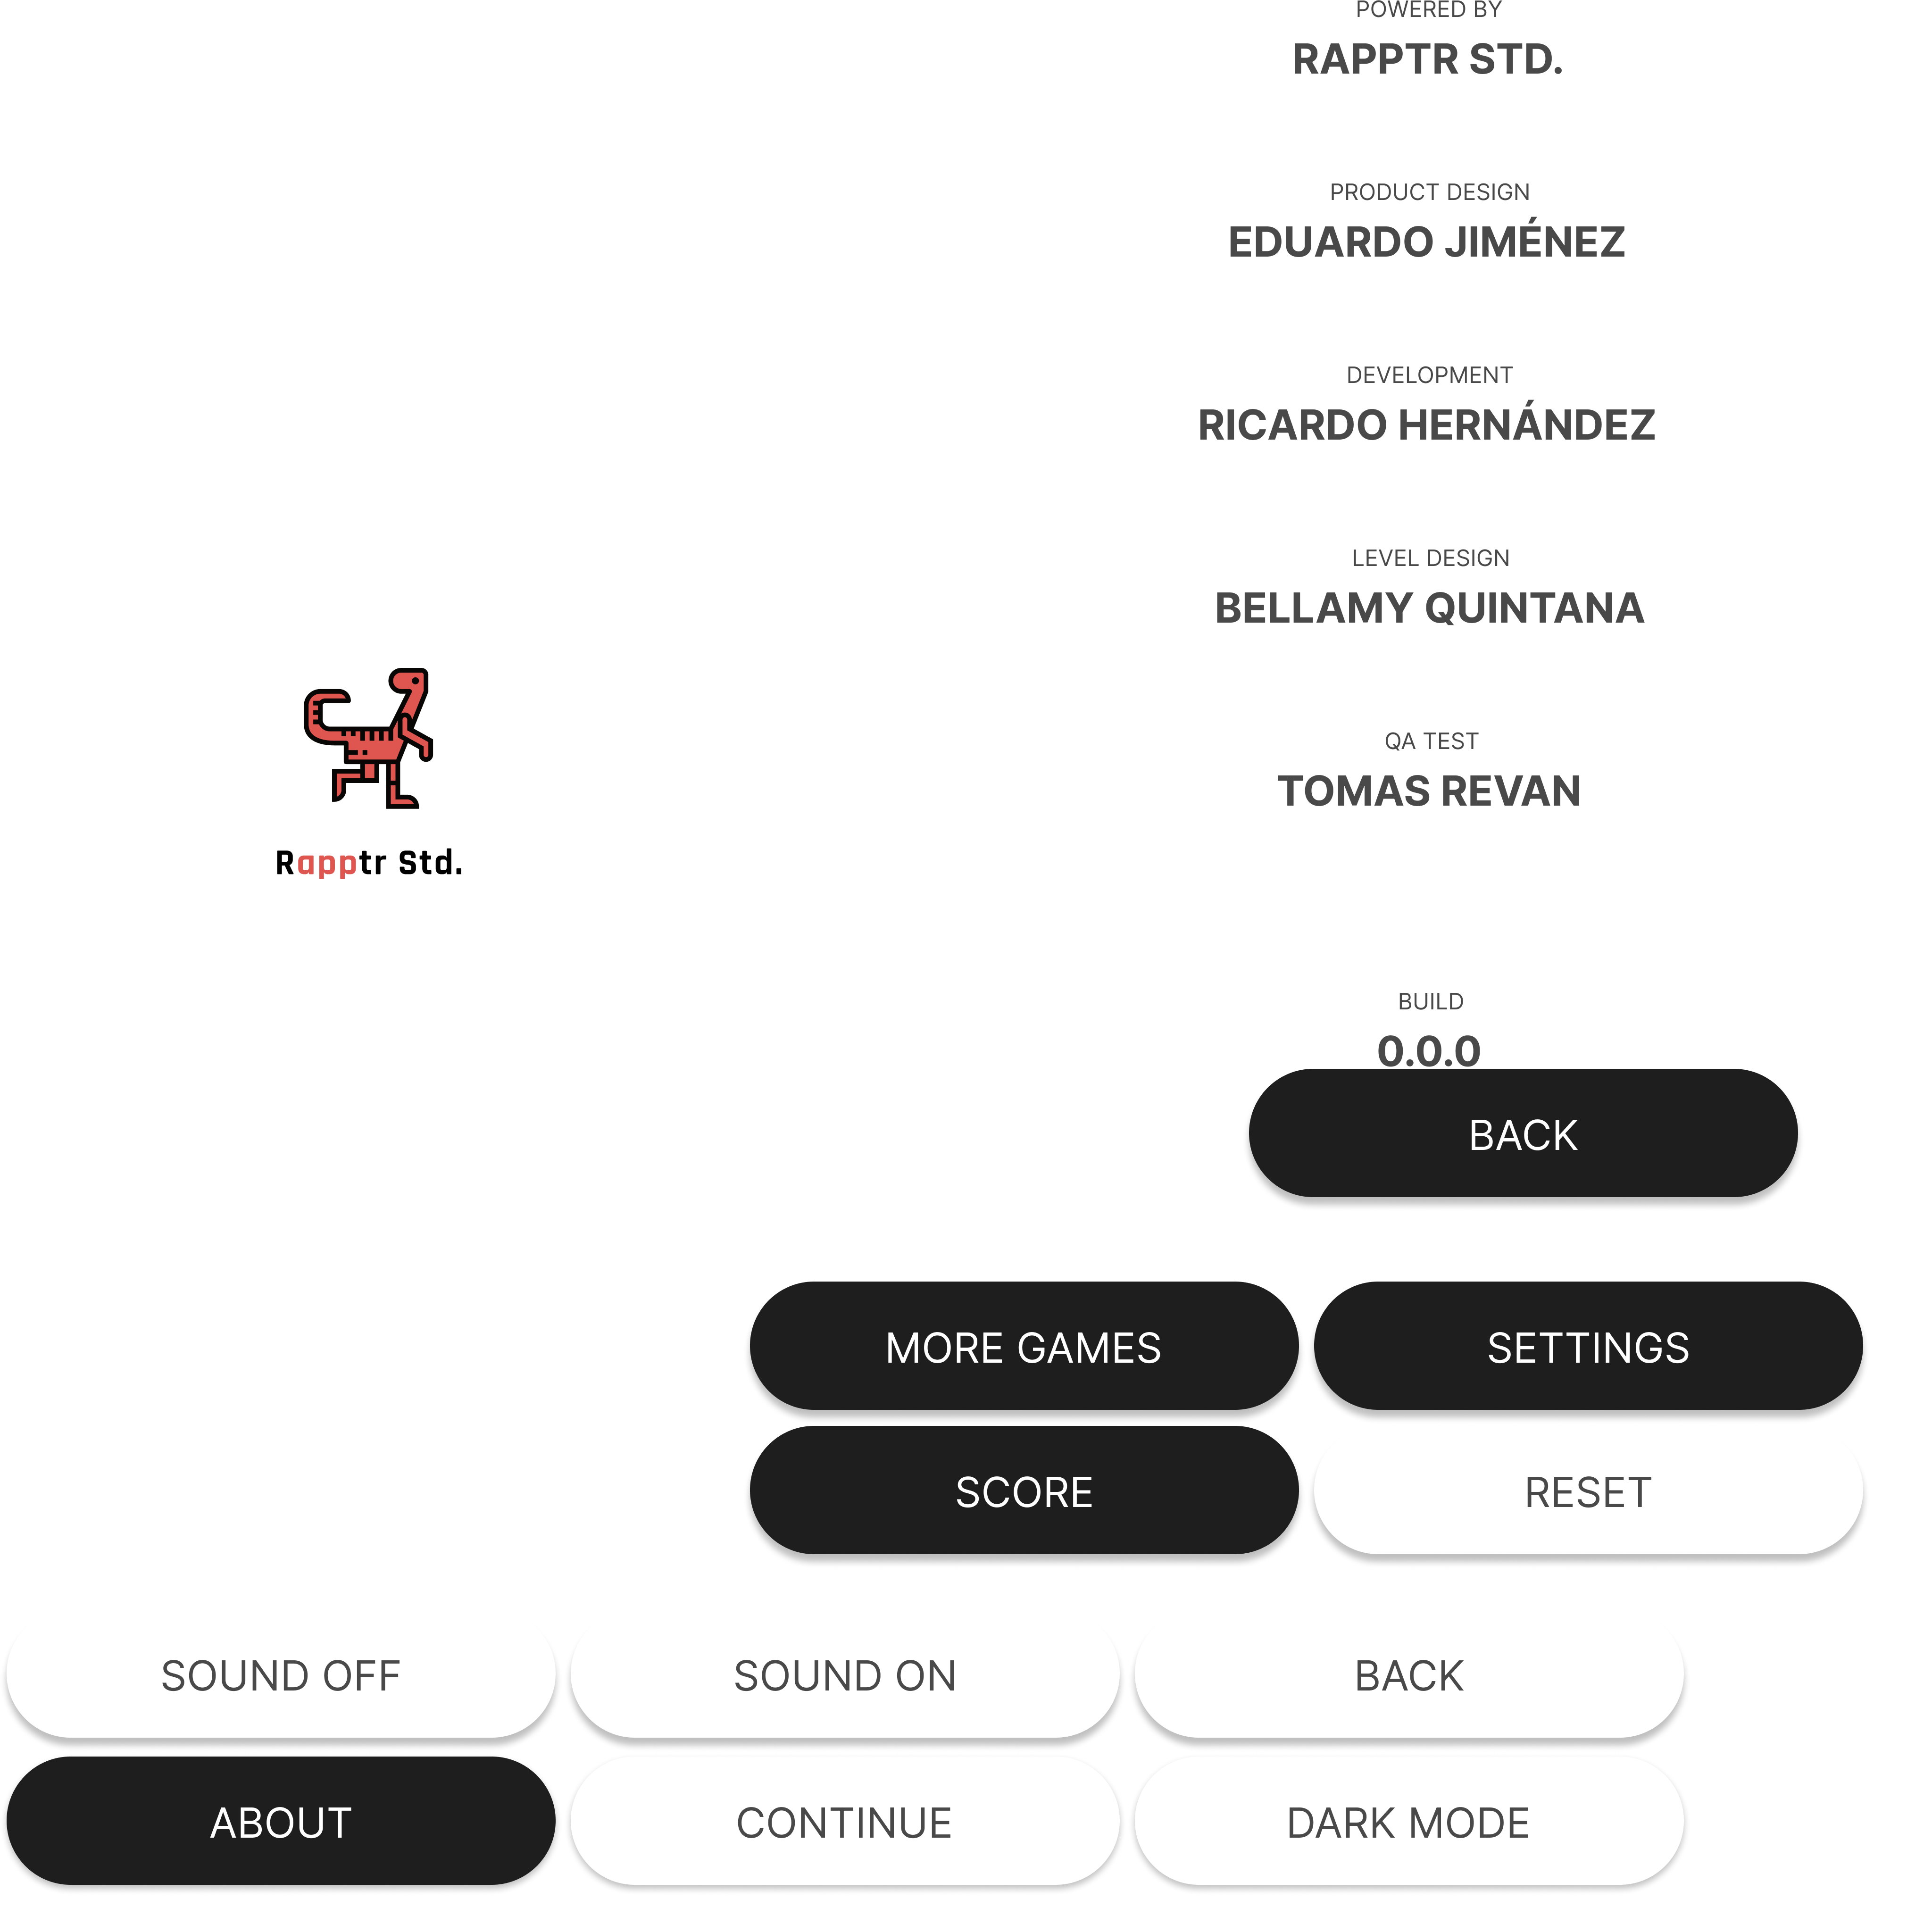 POWERED BY
RAPPTR STD.
PRODUCT DESIGN
EDUARDO JIMÉNEZ
DEVELOPMENT
RICARDO HERNÁNDEZ
LEVEL DESIGN
BELLAMY QUINTANA
QA TEST
TOMAS REVAN
Rapptr Std.
BUILD
0.0.0
BACK
MORE GAMES
SETTINGS
SCORE
RESET
SOUND OFF
SOUND ON
BACK
ABOUT
CONTINUE
DARK MODE